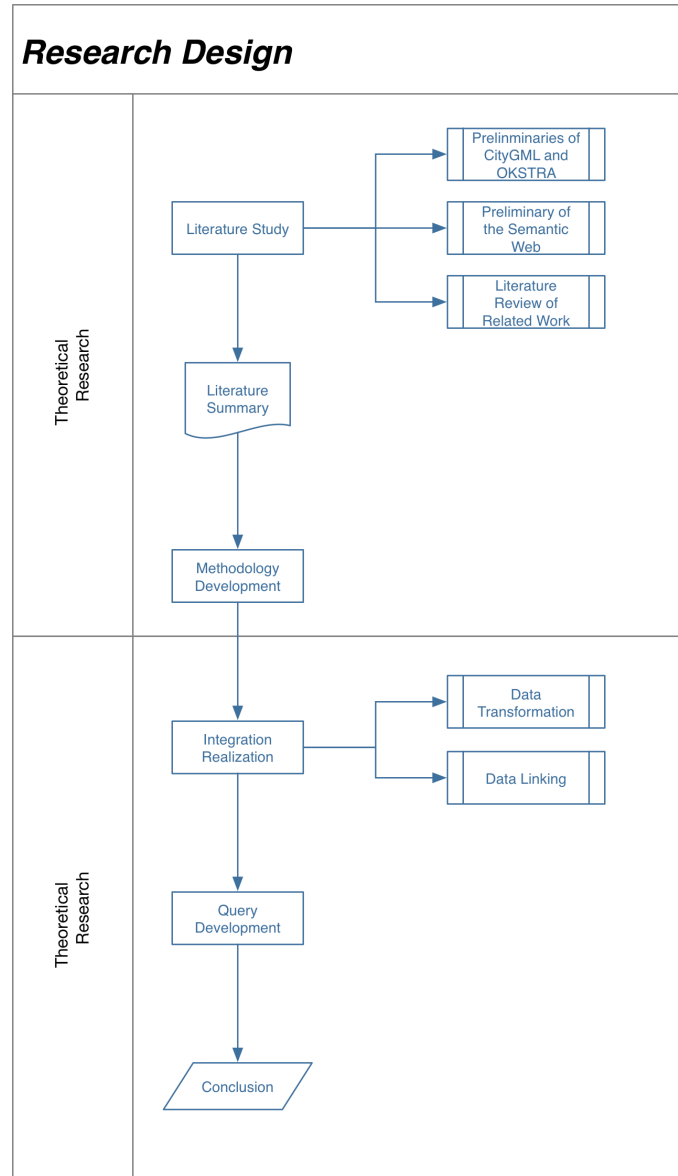 Research Design
Theoretical
Research
Literature Study
Prelinminaries of
CityGML and
OKSTRA
Preliminary of
the Semantic
Web
Literature
Review of
Related Work
Literature
Summary
Methodology
Development
Theoretical
Research
Integration
Realization
Data
Transformation
Data Linking
Query
Development
Conclusion